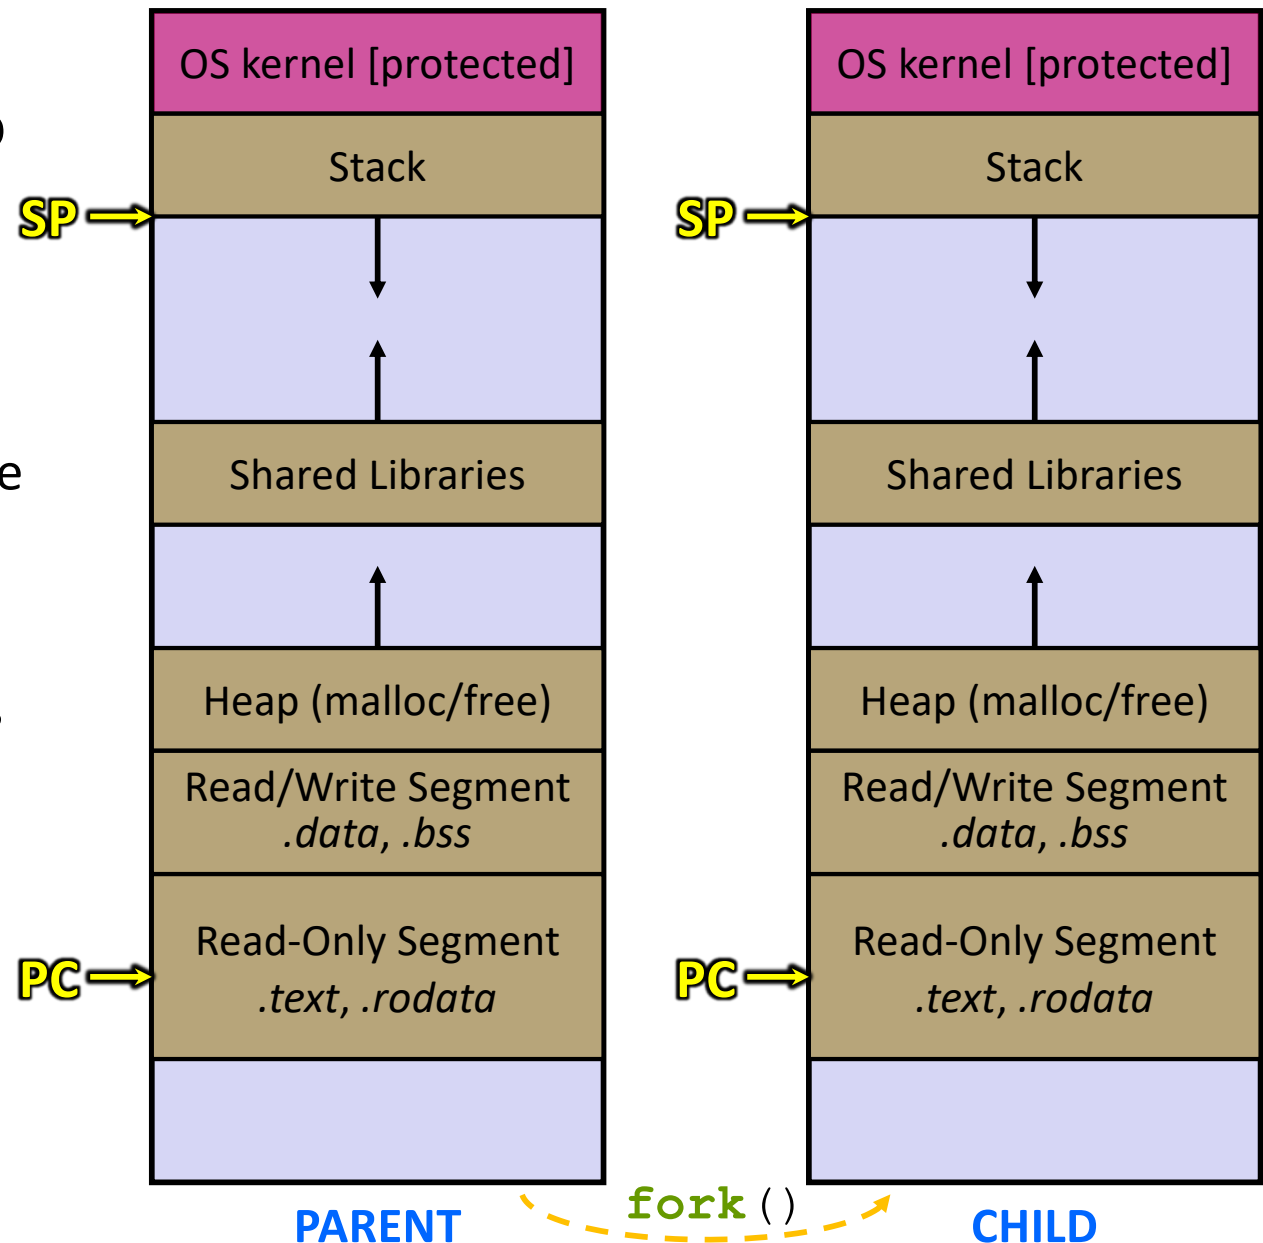 OS kernel [protected]
Stack
SP
Shared Libraries
Heap (malloc/free)
Read/Write Segment
.data, .bss
Read-Only Segment
PC
.text, .rodata
PARENT
OS kernel [protected]
Stack
SP
Shared Libraries
Heap (malloc/free)
Read/Write Segment
.data, .bss
Read-Only Segment
PC
.text, .rodata
CHILD
fork()
e